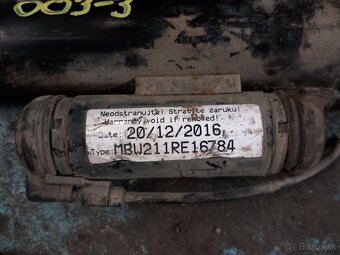 003-3
Neodstraňujte! Stratíte záruku!
Warranty void if removed!
Date: 20/12/2016
Type: MBW211RE16784
bazos.sk